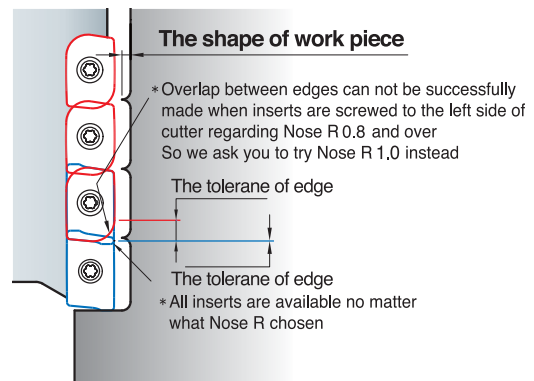 The shape of work piece
*Overlap between edges can not be successfully
made when inserts are screwed to the left side of
cutter regarding Nose R 0.8 and over
So we ask you to try Nose R 1.0 instead
The tolerane of edge
The tolerane of edge
*All inserts are available no matter
what Nose R chosen